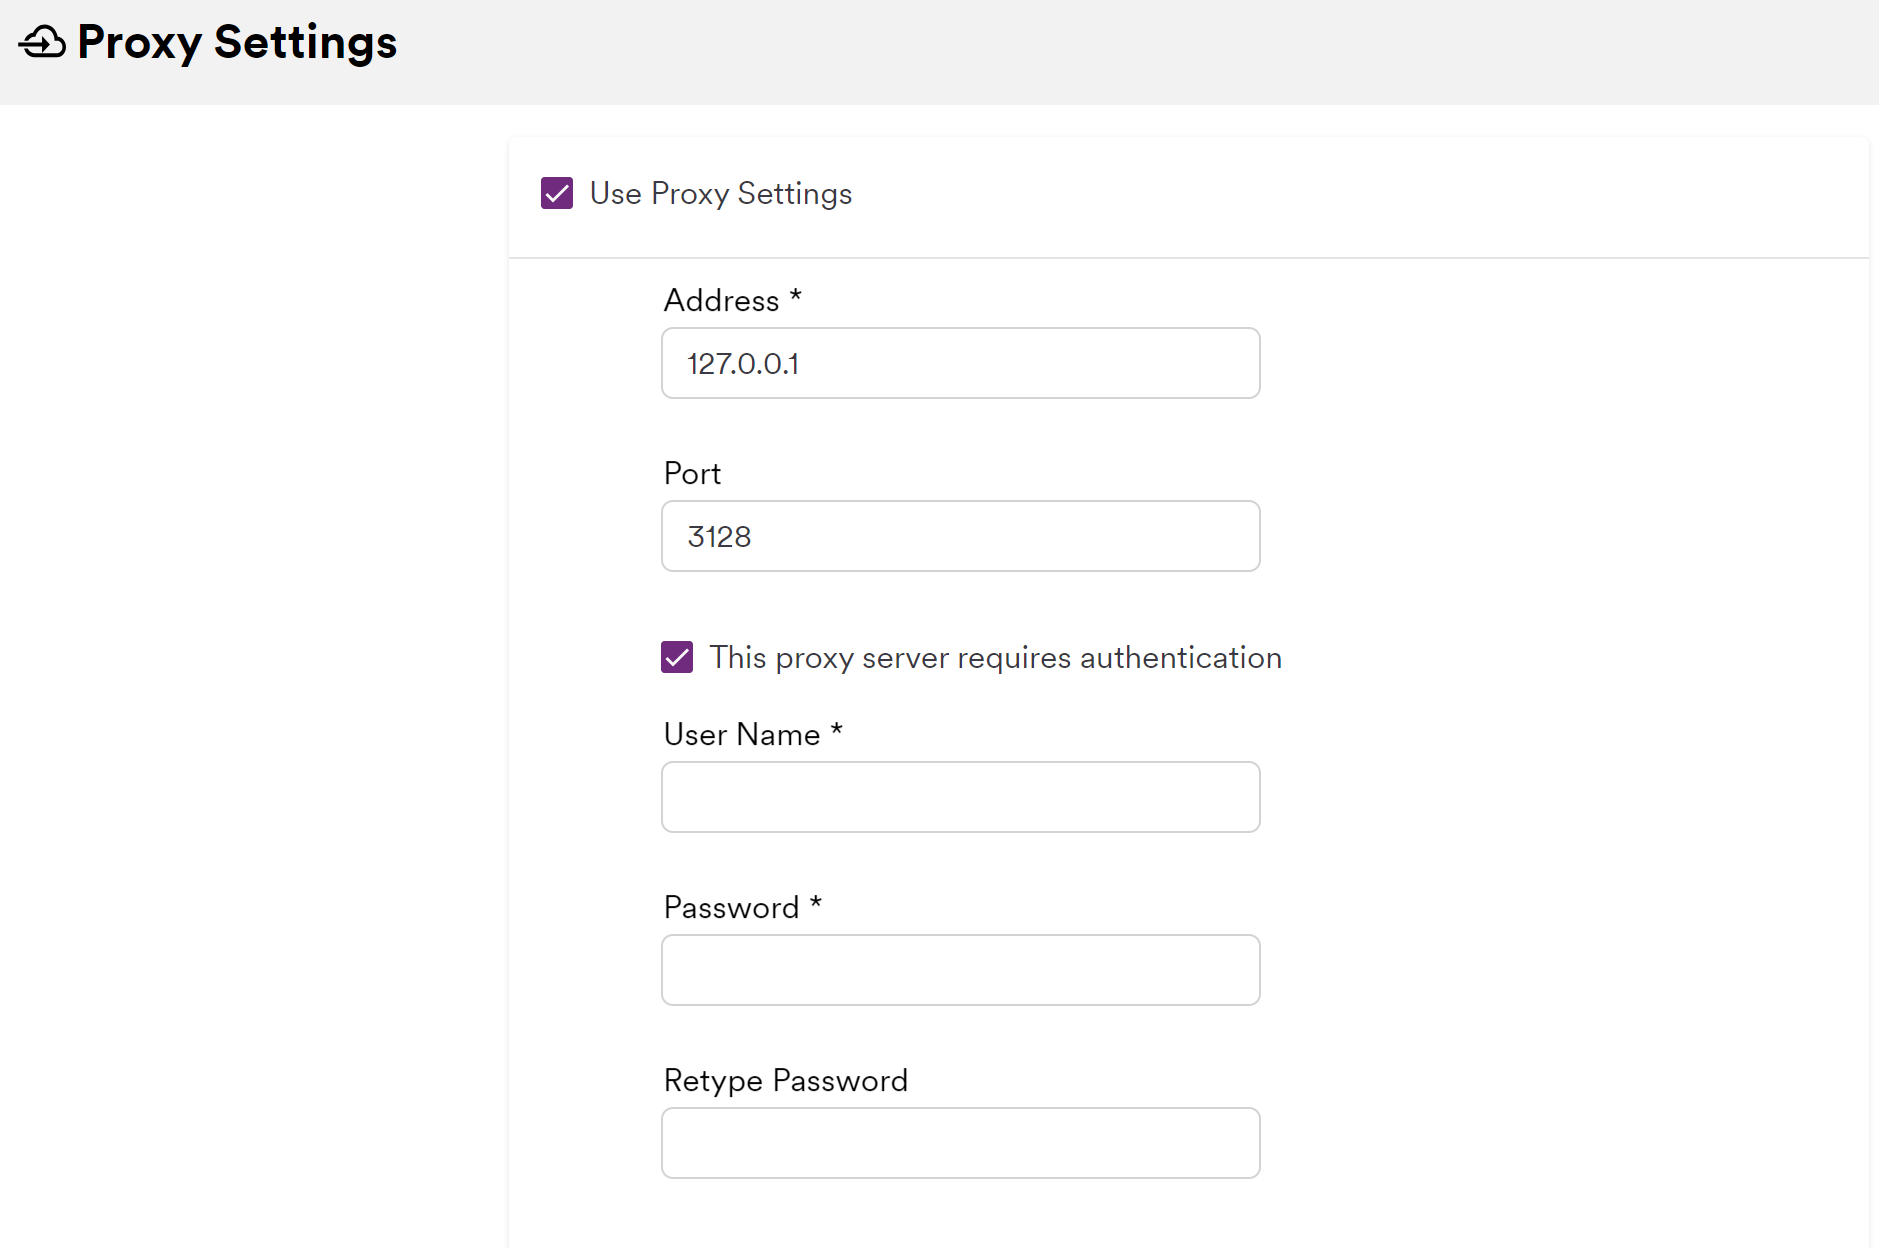 Proxy Settings
Use Proxy Settings
Address *
127.0.0.1
Port
3128
This proxy server requires authentication
User Name *
Password *
Retype Password